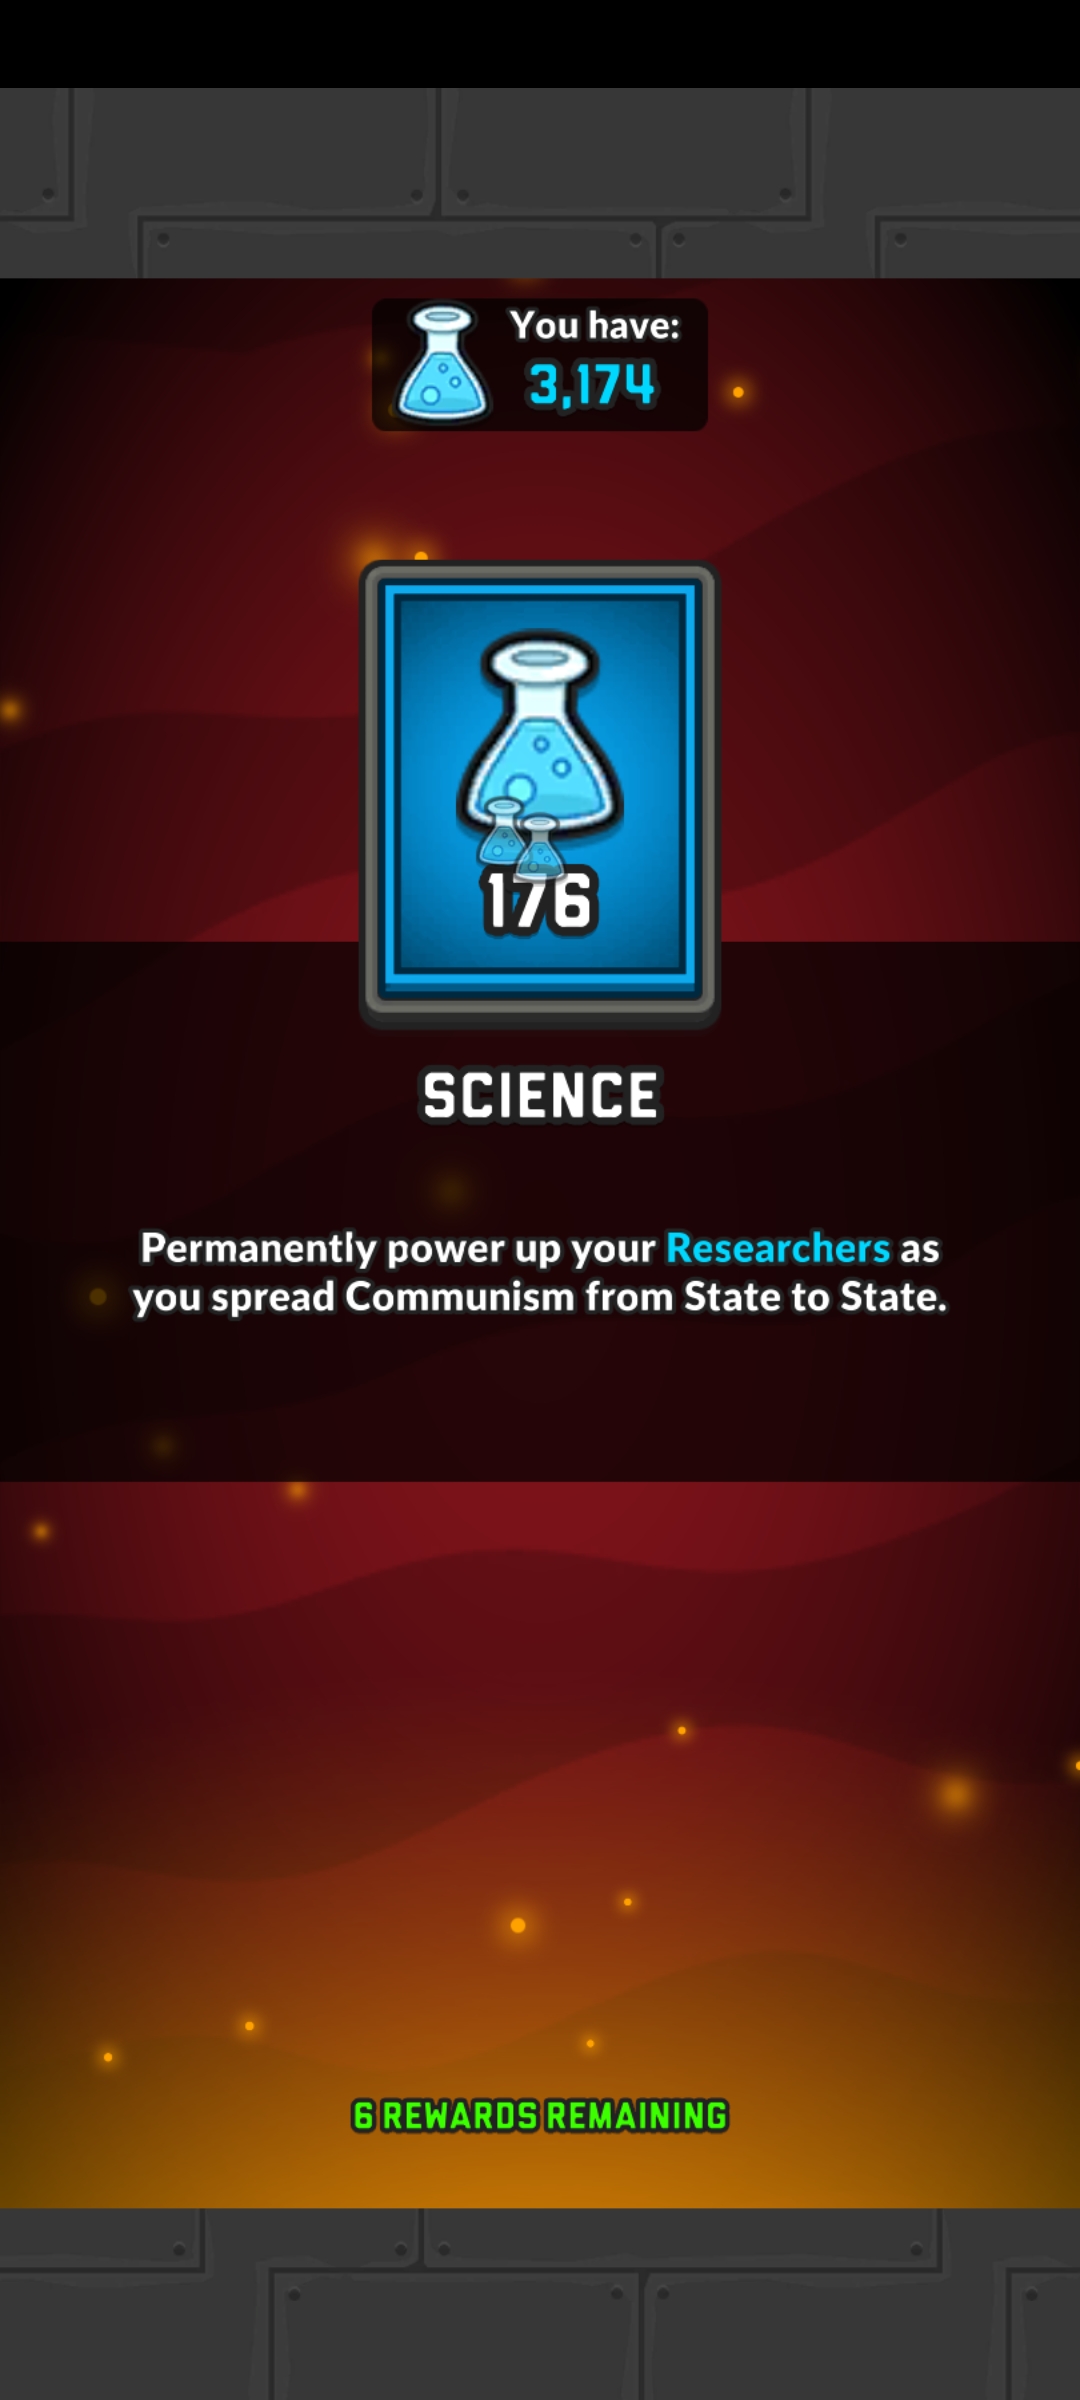 You have:
3,174
176
SCIENCE
Permanently power up your Researchers as
you spread Communism from State to State.
6 REWARDS REMAINING